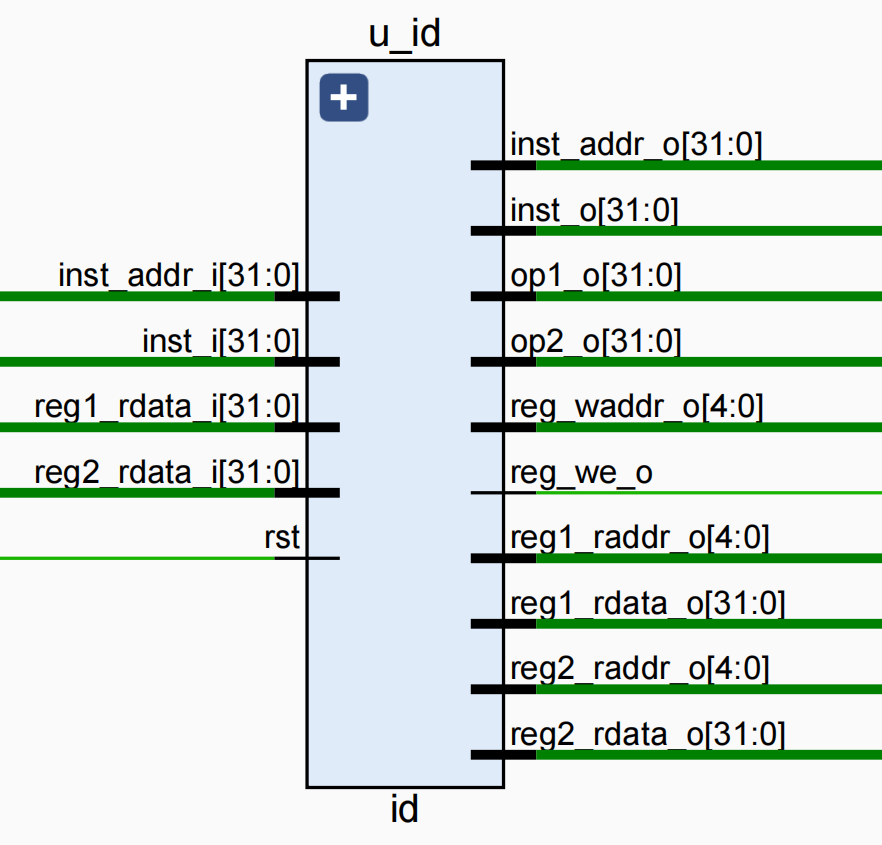 u_id
inst_addr_o[31:0]
inst_o[31:0]
inst_addr_i[31:0]
op1_o[31:0]
inst_i[31:0]
op2_o[31:0]
reg1_rdata_i[31:0]
reg_waddr_o[4:0]
reg2_rdata_i[31:0]
reg_we_o
rst
reg1_raddr_o[4:0]
reg1_rdata_o[31:0]
reg2_raddr_o[4:0]
reg2_rdata_o[31:0]
id